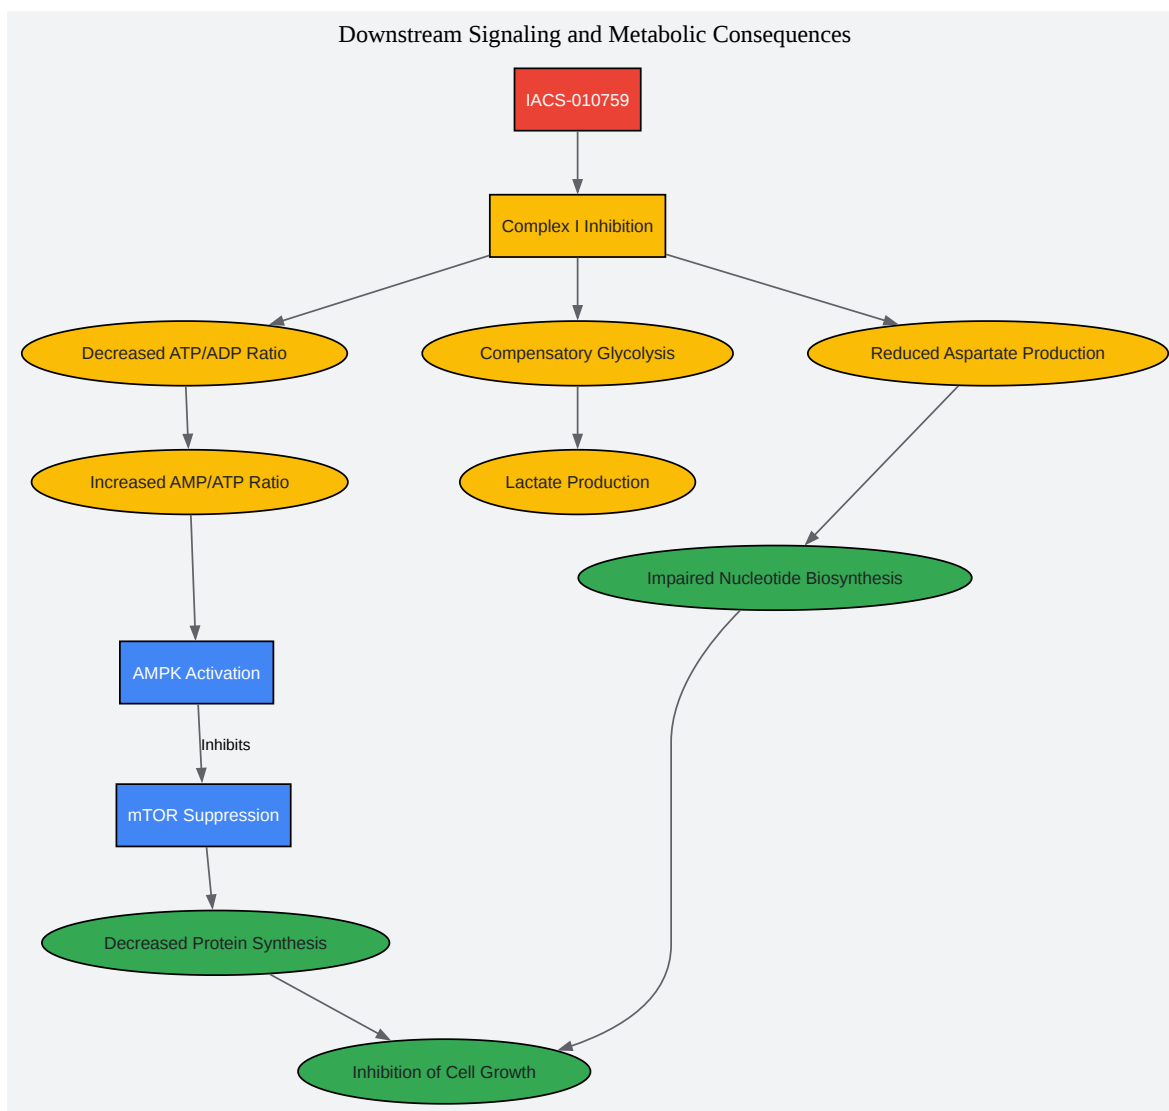 Downstream Signaling and Metabolic Consequences
IACS-010759
Complex I Inhibition
Decreased ATP/ADP Ratio
Compensatory Glycolysis
Reduced Aspartate Production
Increased AMP/ATP Ratio
Lactate Production
Impaired Nucleotide Biosynthesis
AMPK Activation
Inhibits
mTOR Suppression
Decreased Protein Synthesis
Inhibition of Cell Growth